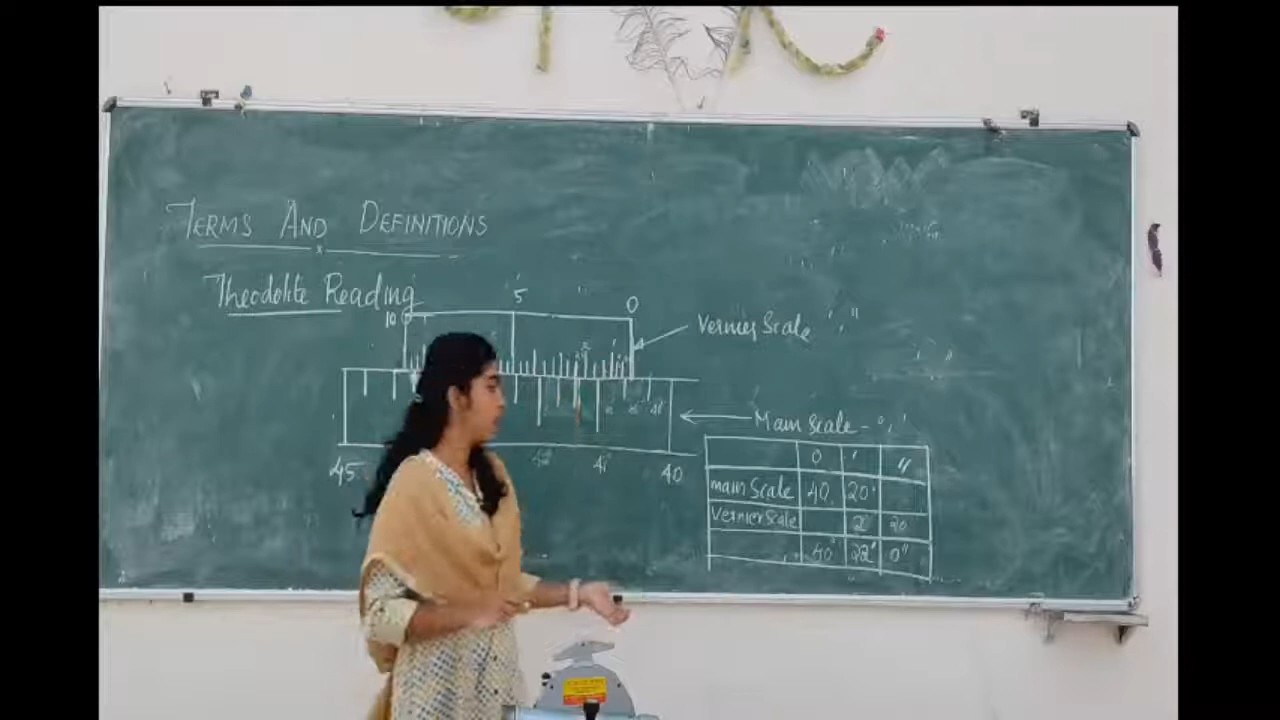 TERMS AND DEFINITIONS
Theodolite Reading
10 5 0
Vernier Scale ' , "
Main Scale - ° , '
45 41 40
0 ' "
main Scale 40 20'
Vernier Scale 2 20
40° 22' 0"